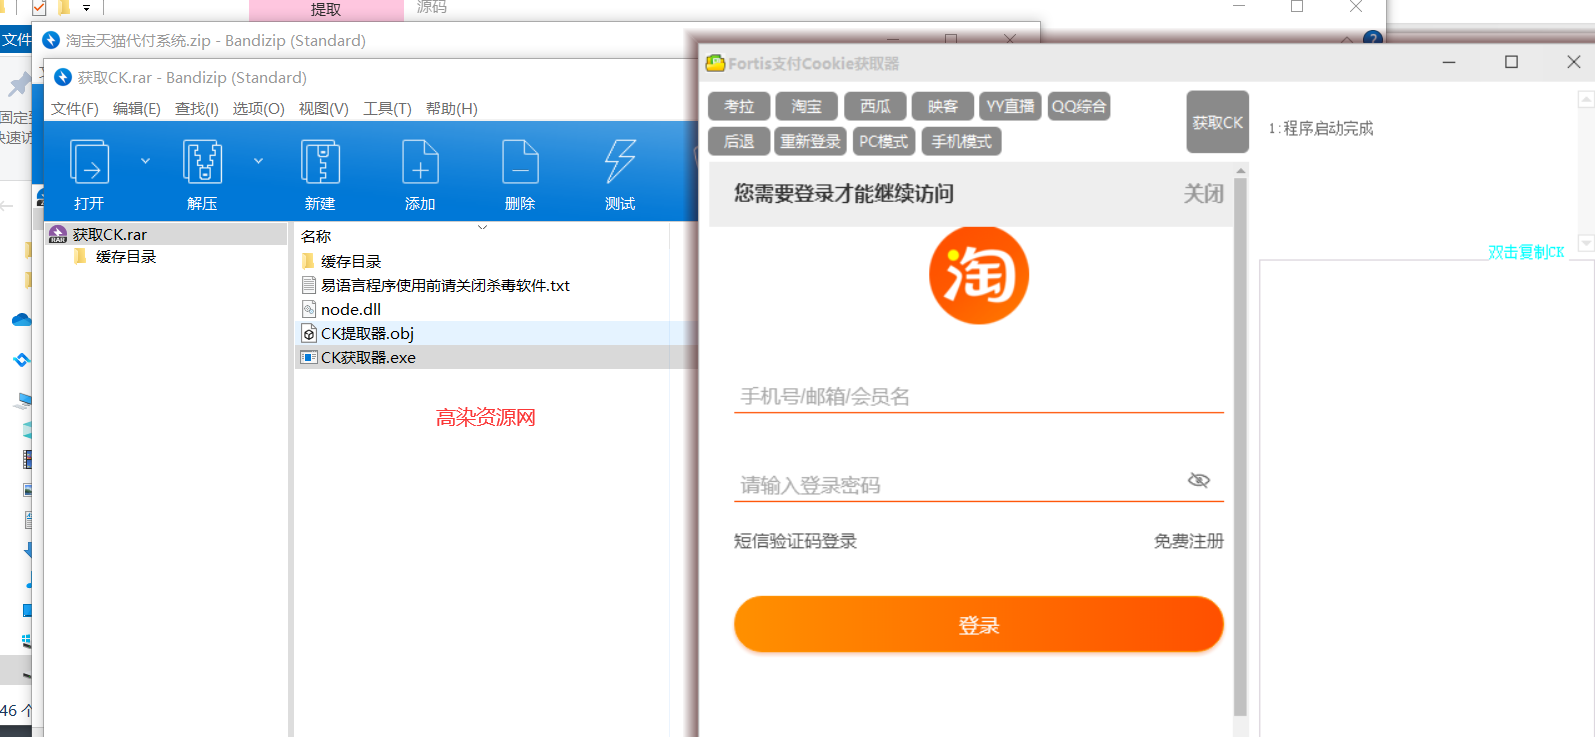 提取
源码
文件
淘宝天猫代付系统.zip - Bandizip (Standard)
获取CK.rar - Bandizip (Standard)
文件(F) 编辑(E) 查找(I) 选项(O) 视图(V) 工具(T) 帮助(H)
打开 解压 新建 添加 删除 测试
获取CK.rar
缓存目录
名称
缓存目录
易语言程序使用前请关闭杀毒软件.txt
node.dll
CK提取器.obj
CK获取器.exe
高染资源网
固定到
快速访
46 个
Fortis支付Cookie获取器
考拉 淘宝 西瓜 映客 YY直播 QQ综合
后退 重新登录 PC模式 手机模式
获取CK
1:程序启动完成
双击复制CK
您需要登录才能继续访问
关闭
淘
手机号/邮箱/会员名
请输入登录密码
短信验证码登录
免费注册
登录